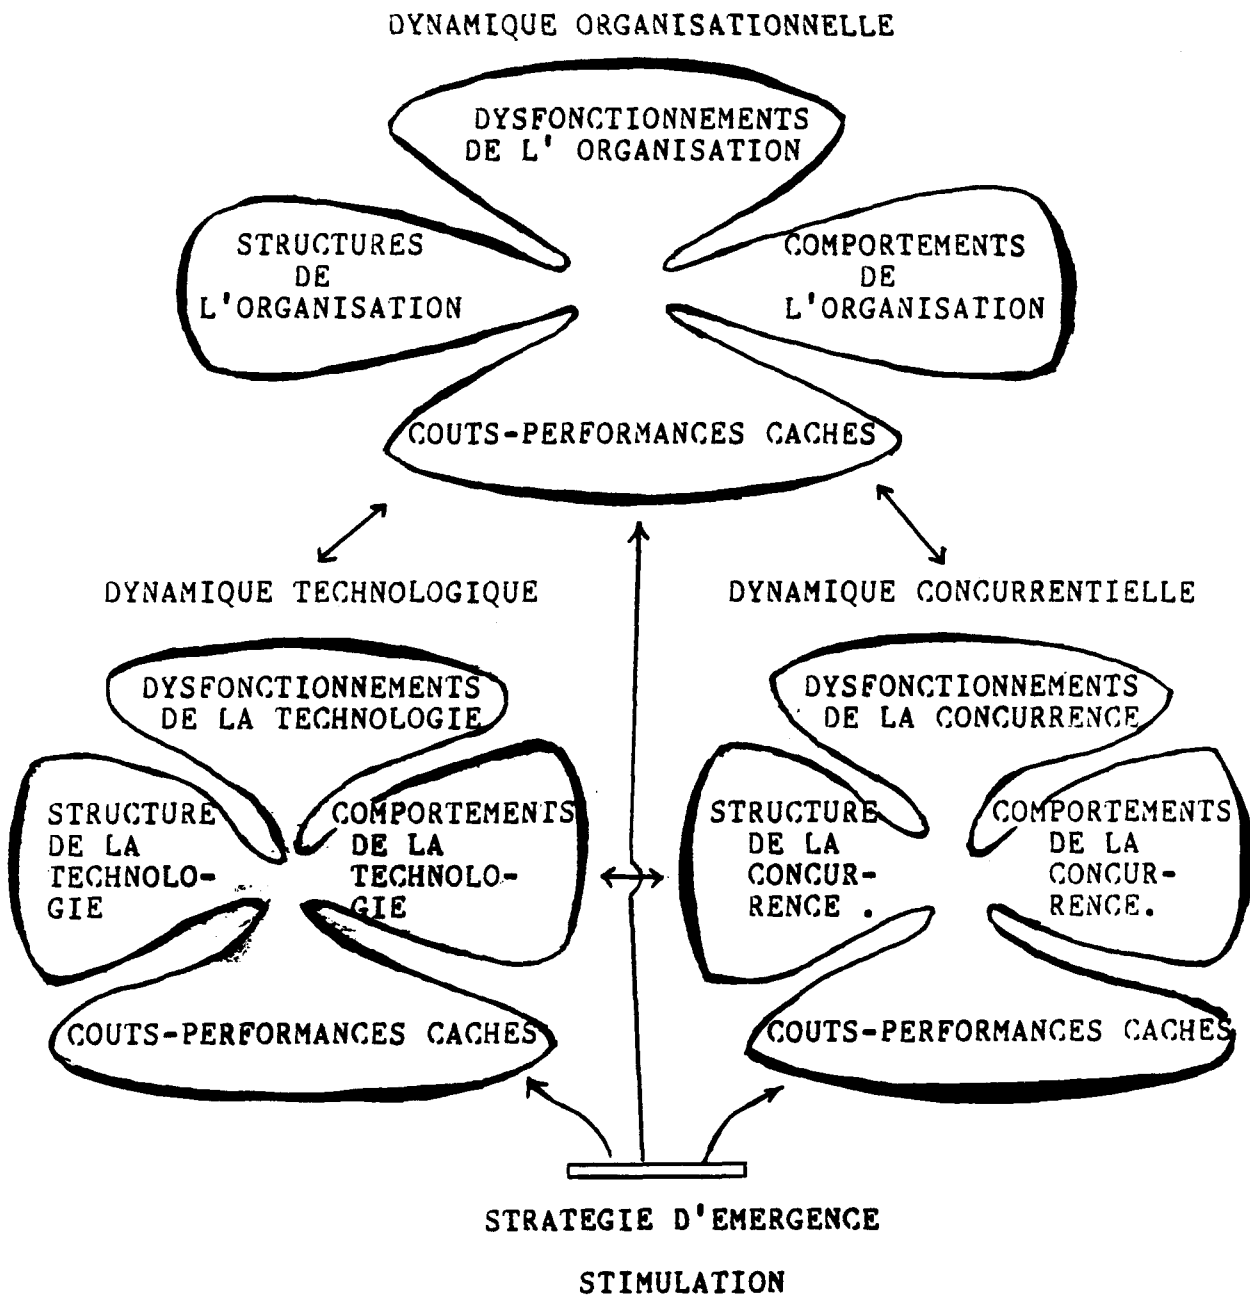 DYNAMIQUE ORGANISATIONNELLE
DYSFONCTIONNEMENTS
DE L' ORGANISATION
STRUCTURES
DE
L'ORGANISATION
COMPORTEMENTS
DE
L'ORGANISATION
COUTS-PERFORMANCES CACHES
DYNAMIQUE TECHNOLOGIQUE
DYSFONCTIONNEMENTS
DE LA TECHNOLOGIE
STRUCTURE
DE LA
TECHNOLO-
GIE
COMPORTEMENTS
DE LA
TECHNOLO-
GIE
COUTS-PERFORMANCES CACHES
DYNAMIQUE CONCURRENTIELLE
DYSFONCTIONNEMENTS
DE LA CONCURRENCE
STRUCTURE
DE LA
CONCUR-
RENCE .
COMPORTEMENTS
DE LA
CONCUR-
RENCE.
COUTS-PERFORMANCES CACHES
STRATEGIE D'EMERGENCE
STIMULATION